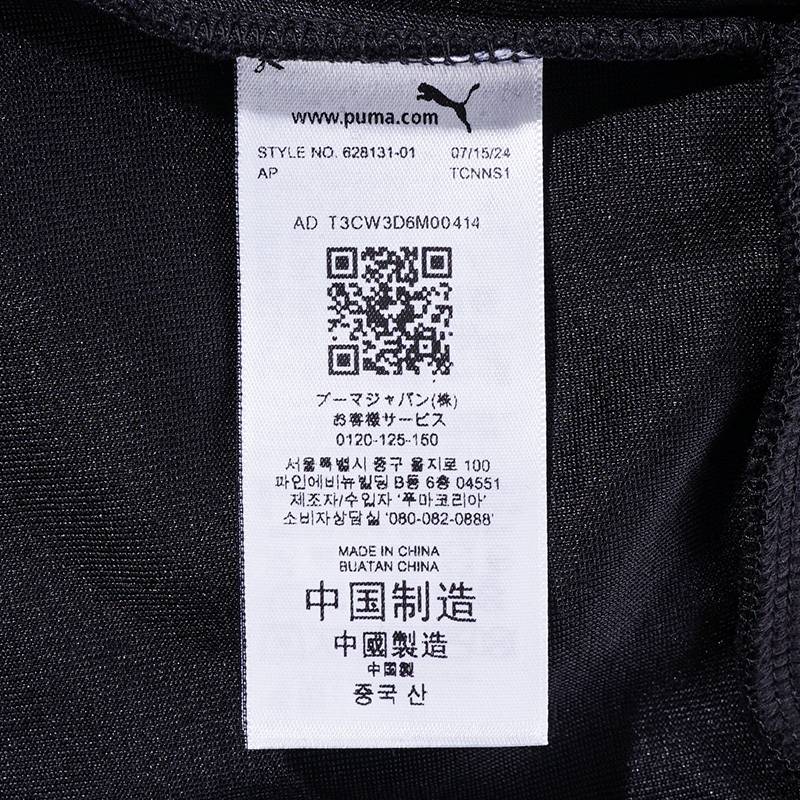 www.puma.com
STYLE NO. 628131-01 07/15/24
AP TCNNS1
AD T3CW3D6M00414
プーマジャパン(株)
お客様サービス
0120-125-150
서울특별시 중구 을지로 100
파인에비뉴빌딩 B동 6층 04551
제조자/수입자 '푸마코리아'
소비자상담실 '080-082-0888'
MADE IN CHINA
BUATAN CHINA
中国制造
中國製造
中国製
중국 산